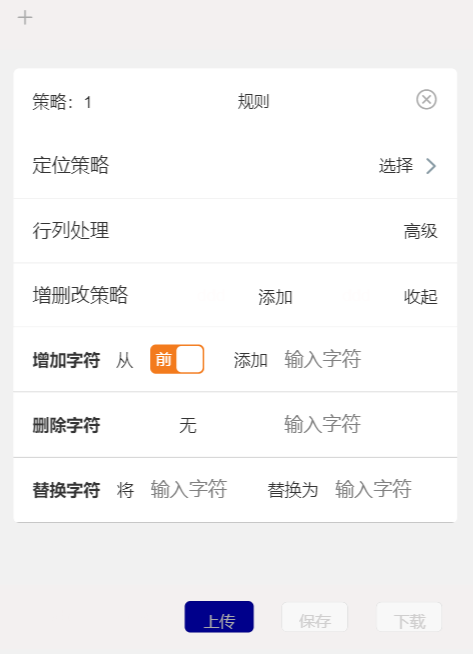 +
策略：1 规则
定位策略 选择
行列处理 高级
增删改策略 添加 收起
增加字符 从 前 添加 输入字符
删除字符 无 输入字符
替换字符 将 输入字符 替换为 输入字符
上传 保存 下载